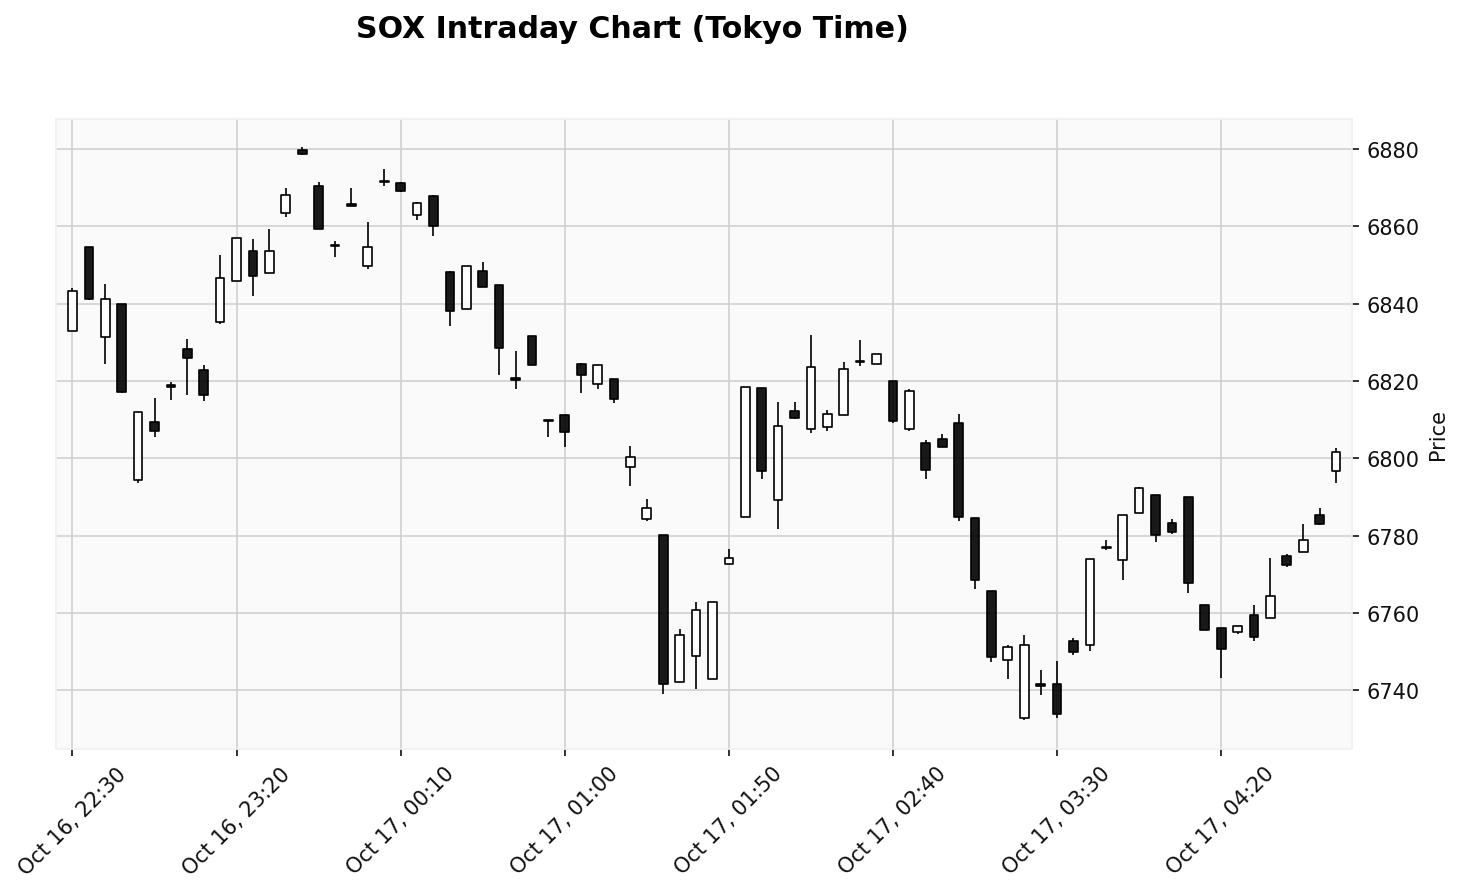 SOX Intraday Chart (Tokyo Time)
6880
6860
6840
6820
6800
6780
6760
6740
Price
Oct 16, 22:30
Oct 16, 23:20
Oct 17, 00:10
Oct 17, 01:00
Oct 17, 01:50
Oct 17, 02:40
Oct 17, 03:30
Oct 17, 04:20